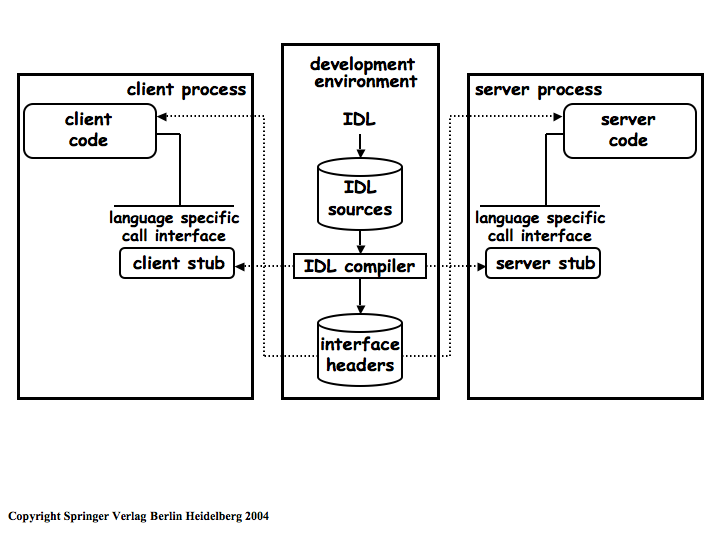 development
environment
client process
server process
client
code
IDL
server
code
IDL
sources
language specific
call interface
language specific
call interface
client stub
IDL compiler
server stub
interface
headers
Copyright Springer Verlag Berlin Heidelberg 2004